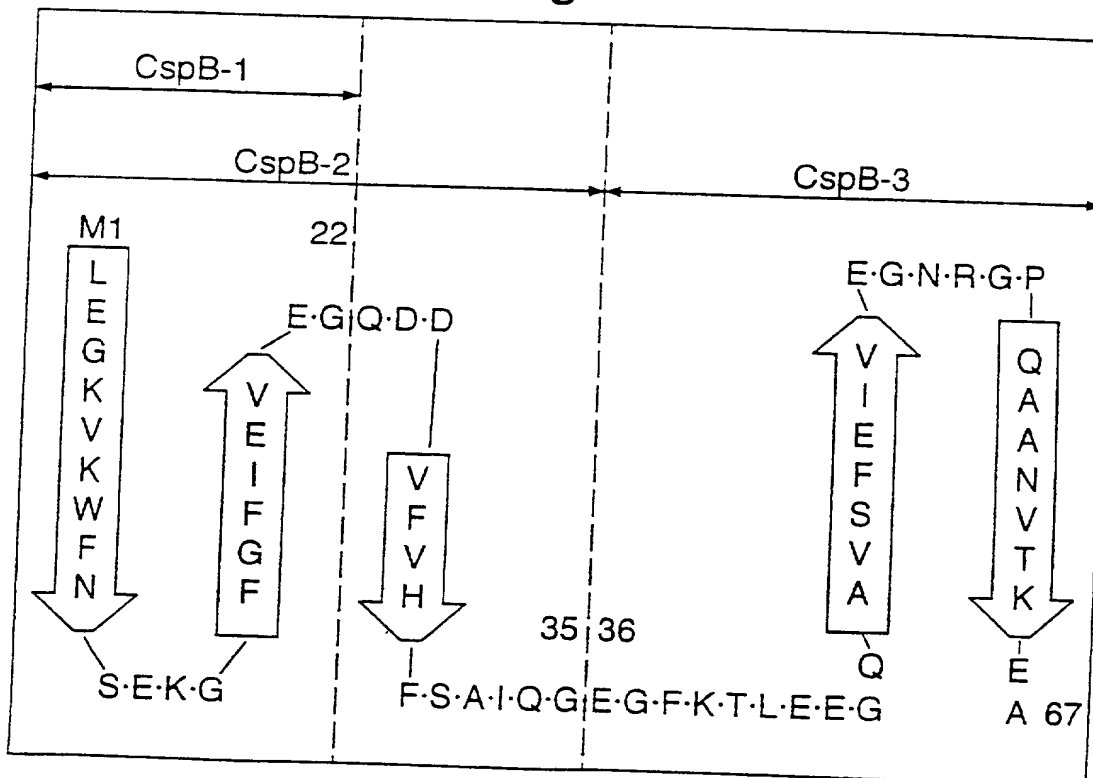 CspB-1
CspB-2
CspB-3
M1
L
E
G
K
V
K
W
F
N
S·E·K·G
V
E
I
F
G
F
22
E·G Q·D·D
V
F
V
H
35 36
F·S·A·I·Q·G E·G·F·K·T·L·E·E·G
Q
V
I
E
F
S
V
A
E·G·N·R·G·P
Q
A
A
N
V
T
K
E
A 67